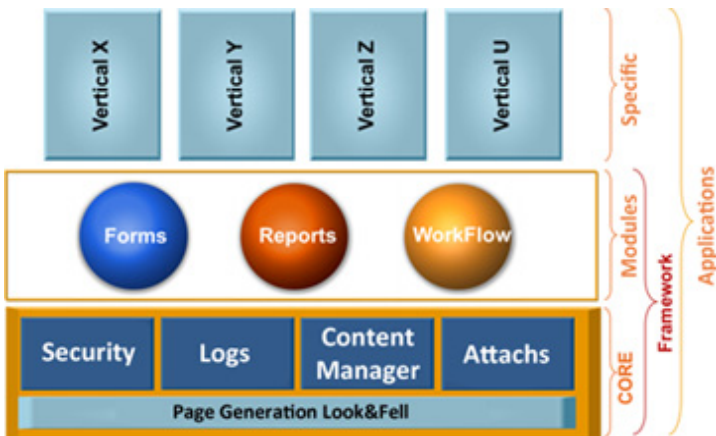 Vertical X
Vertical Y
Vertical Z
Vertical U
Specific
Forms
Reports
WorkFlow
Modules
Security
Logs
Content
Manager
Attachs
Page Generation Look&Fell
CORE
Framework
Applications